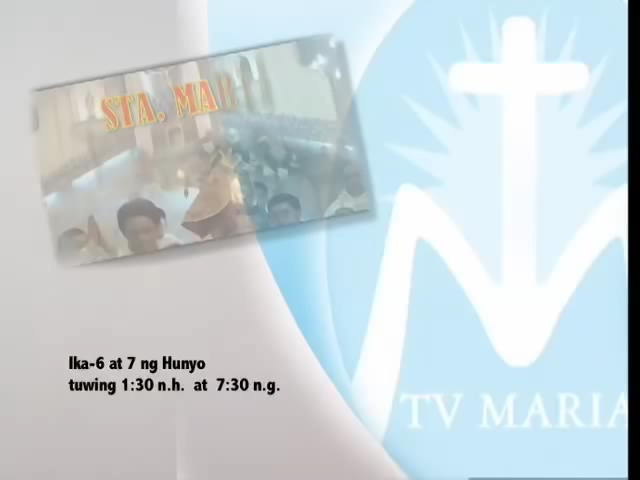 STA. MA
Ika-6 at 7 ng Hunyo
tuwing 1:30 n.h. at 7:30 n.g.
TV MARIA